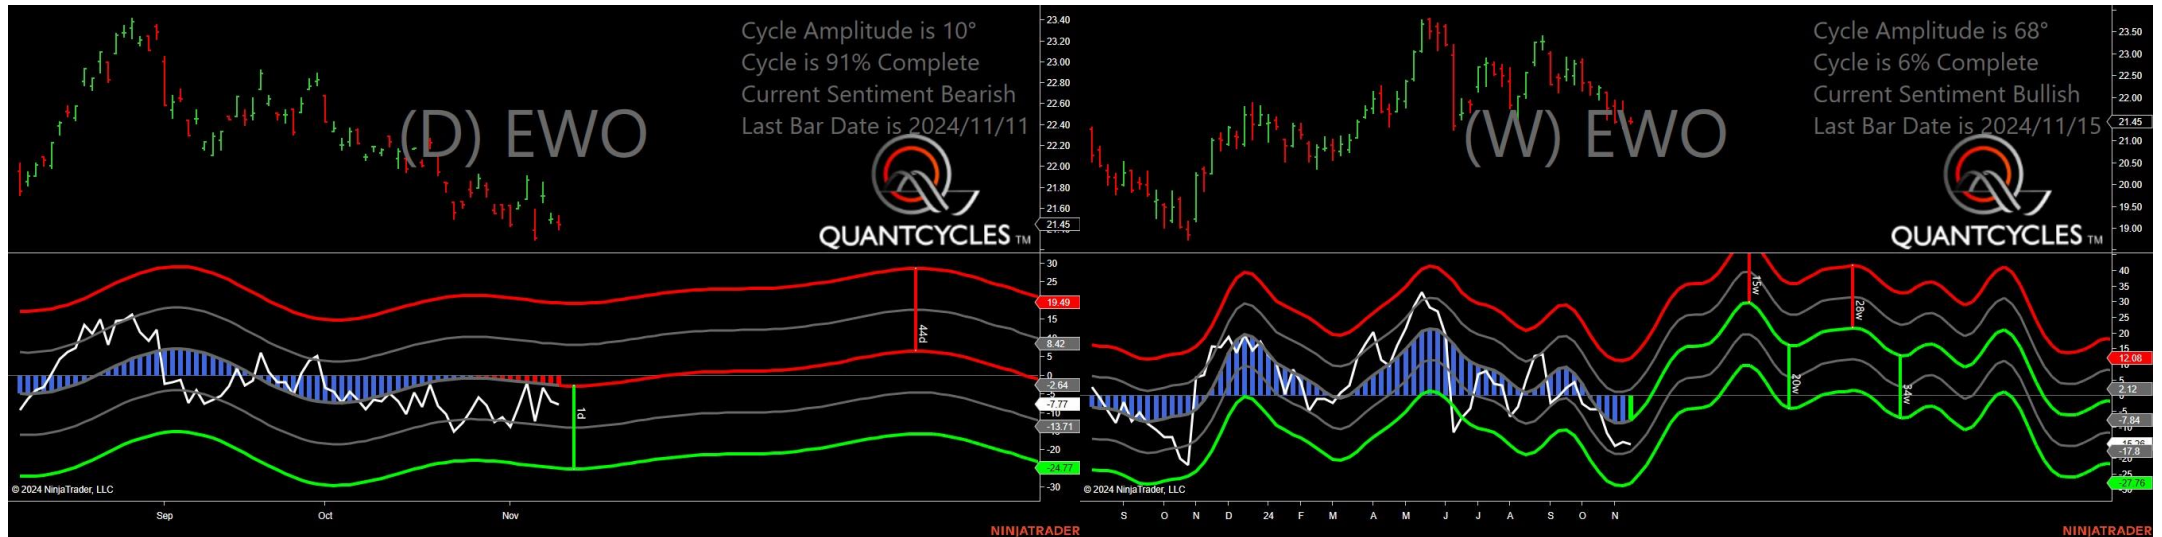 Cycle Amplitude is 10°
Cycle is 91% Complete
Current Sentiment Bearish
Last Bar Date is 2024/11/11
(D) EWO
QUANTCYCLES TM
23.40
23.20
23.00
22.80
22.60
22.40
22.20
22.00
21.80
21.60
21.45
30
25
19.49
15
8.42
5
0
-2.64
-5
-7.77
-10
-13.71
-20
-24.77
-30
44d
1d
© 2024 NinjaTrader, LLC
Sep
Oct
Nov
NINJATRADER
Cycle Amplitude is 68°
Cycle is 6% Complete
Current Sentiment Bullish
Last Bar Date is 2024/11/15
(W) EWO
QUANTCYCLES TM
23.50
23.00
22.50
22.00
21.45
21.00
20.50
20.00
19.50
19.00
40
35
30
25
20
15
12.08
5
2.12
0
-5
-7.84
-10
-15.26
-17.8
-20
-25
-27.76
15w
28w
20w
34w
© 2024 NinjaTrader, LLC
S
O
N
D
24
F
M
A
M
J
J
A
S
O
N
NINJATRADER